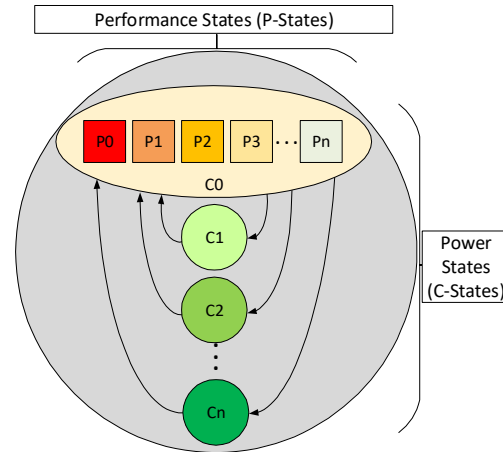 Performance States (P-States)
P0 P1 P2 P3 ... Pn
C0
C1
C2
Power
States
(C-States)
Cn